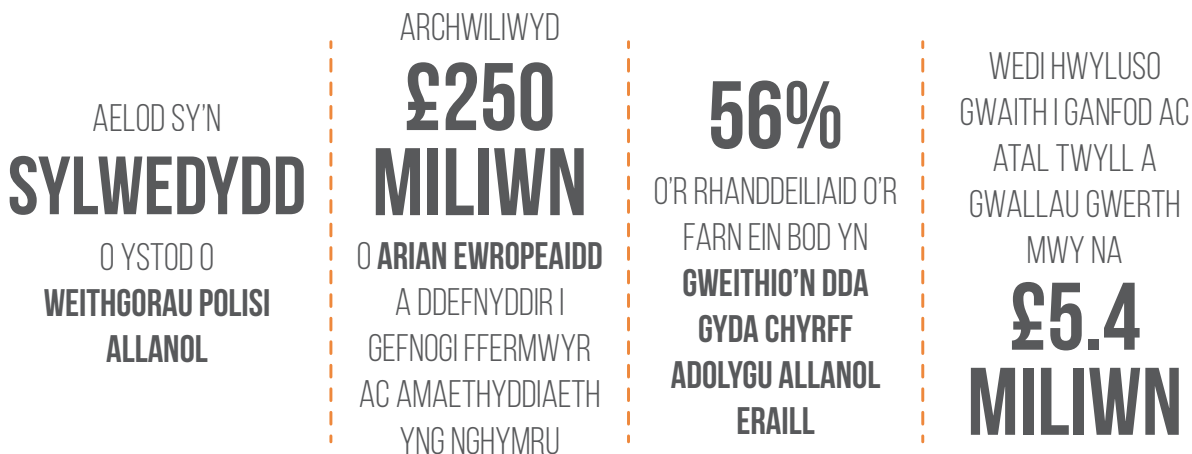 AELOD SY'N
SYLWEDYDD
O YSTOD O
WEITHGORAU POLISI
ALLANOL
ARCHWILIWYD
£250
MILIWN
O ARIAN EWROPEAIDD
A DDEFNYDDIR I
GEFNOGI FFERMWYR
AC AMAETHYDDIAETH
YNG NGHYMRU
56%
O'R RHANDDEILIAID O'R
FARN EIN BOD YN
GWEITHIO'N DDA
GYDA CHYRFF
ADOLYGU ALLANOL
ERAILL
WEDI HWYLUSO
GWAITH I GANFOD AC
ATAL TWYLL A
GWALLAU GWERTH
MWY NA
£5.4
MILIWN